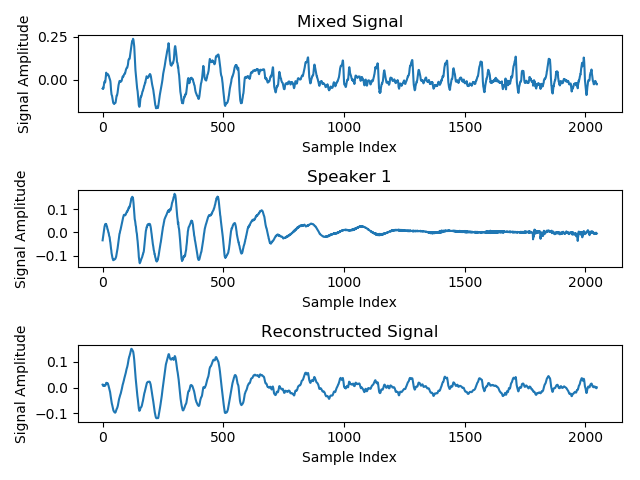 Mixed Signal
Signal Amplitude
0.25
0.00
0 500 1000 1500 2000
Sample Index
Speaker 1
Signal Amplitude
0.1
0.0
−0.1
0 500 1000 1500 2000
Sample Index
Reconstructed Signal
Signal Amplitude
0.1
0.0
−0.1
0 500 1000 1500 2000
Sample Index